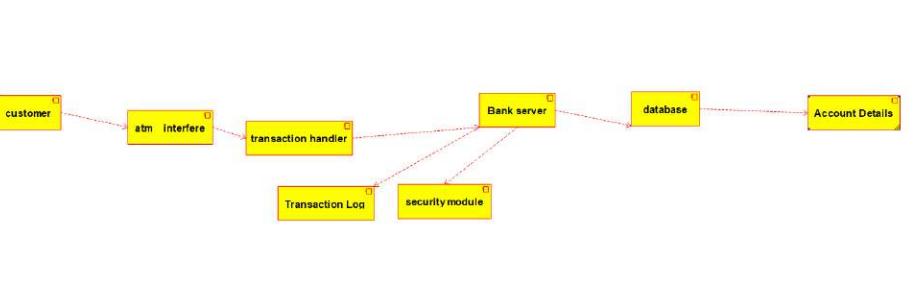 customer
atm interfere
transaction handler
Bank server
database
Account Details
Transaction Log
security module